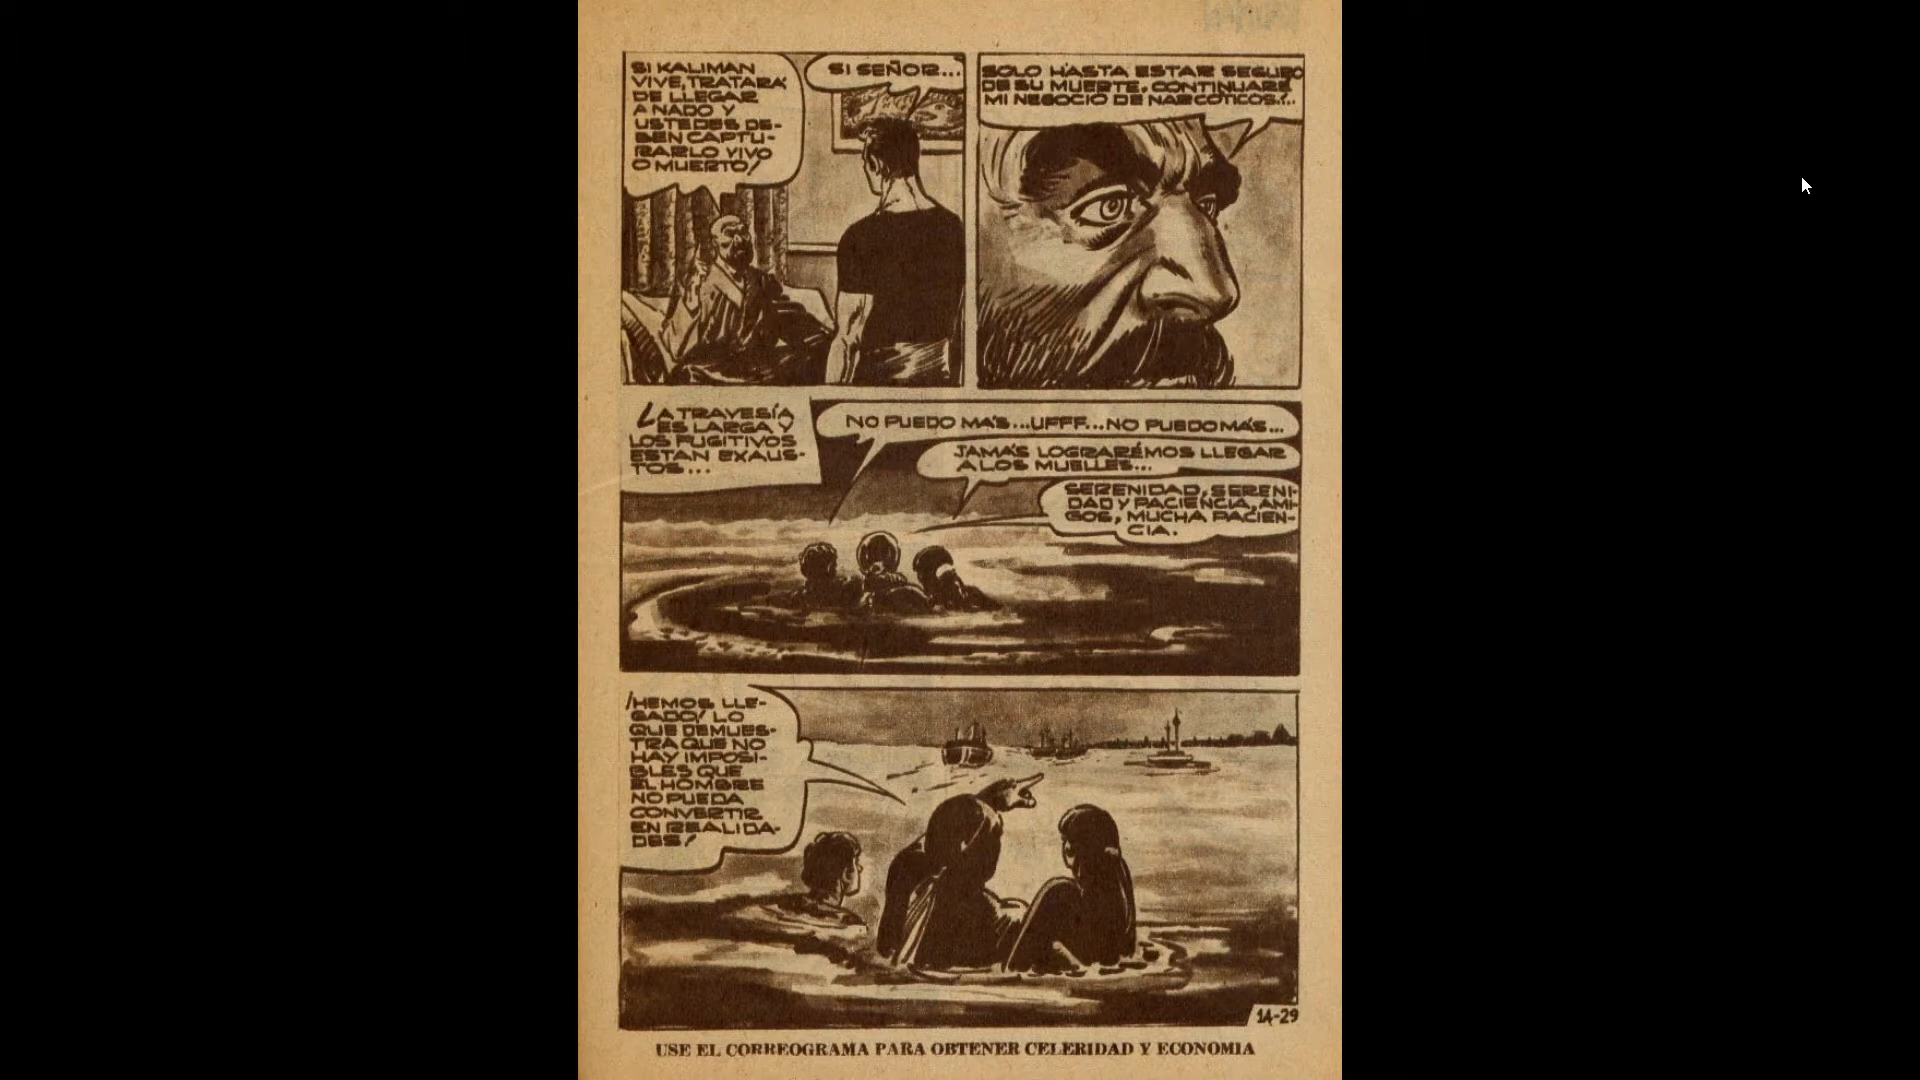 SI KALIMAN
VIVE, TRATARÁ
DE LLEGAR
A NADO Y
USTEDES DE-
BEN CAPTU-
RARLO VIVO
O MUERTO!
SI SEÑOR...
SOLO HASTA ESTAR SEGURO
DE SU MUERTE, CONTINUARÉ
MI NEGOCIO DE NARCOTICOS...
LA TRAVESÍA
ES LARGA Y
LOS FUGITIVOS
ESTAN EXAUS-
TOS...
NO PUEDO MÁS...UFFF...NO PUEDO MÁS...
JAMÁS LOGRARÉMOS LLEGAR
A LOS MUELLES...
SERENIDAD, SERENI-
DAD Y PACIENCIA, AMI-
GOS, MUCHA PACIEN-
CIA.
¡HEMOS LLE-
GADO! LO
QUE DEMUES-
TRA QUE NO
HAY IMPOSI-
BLES QUE
EL HOMBRE
NO PUEDA
CONVERTIR
EN REALIDA-
DES!
14-29
USE EL CORREOGRAMA PARA OBTENER CELERIDAD Y ECONOMIA